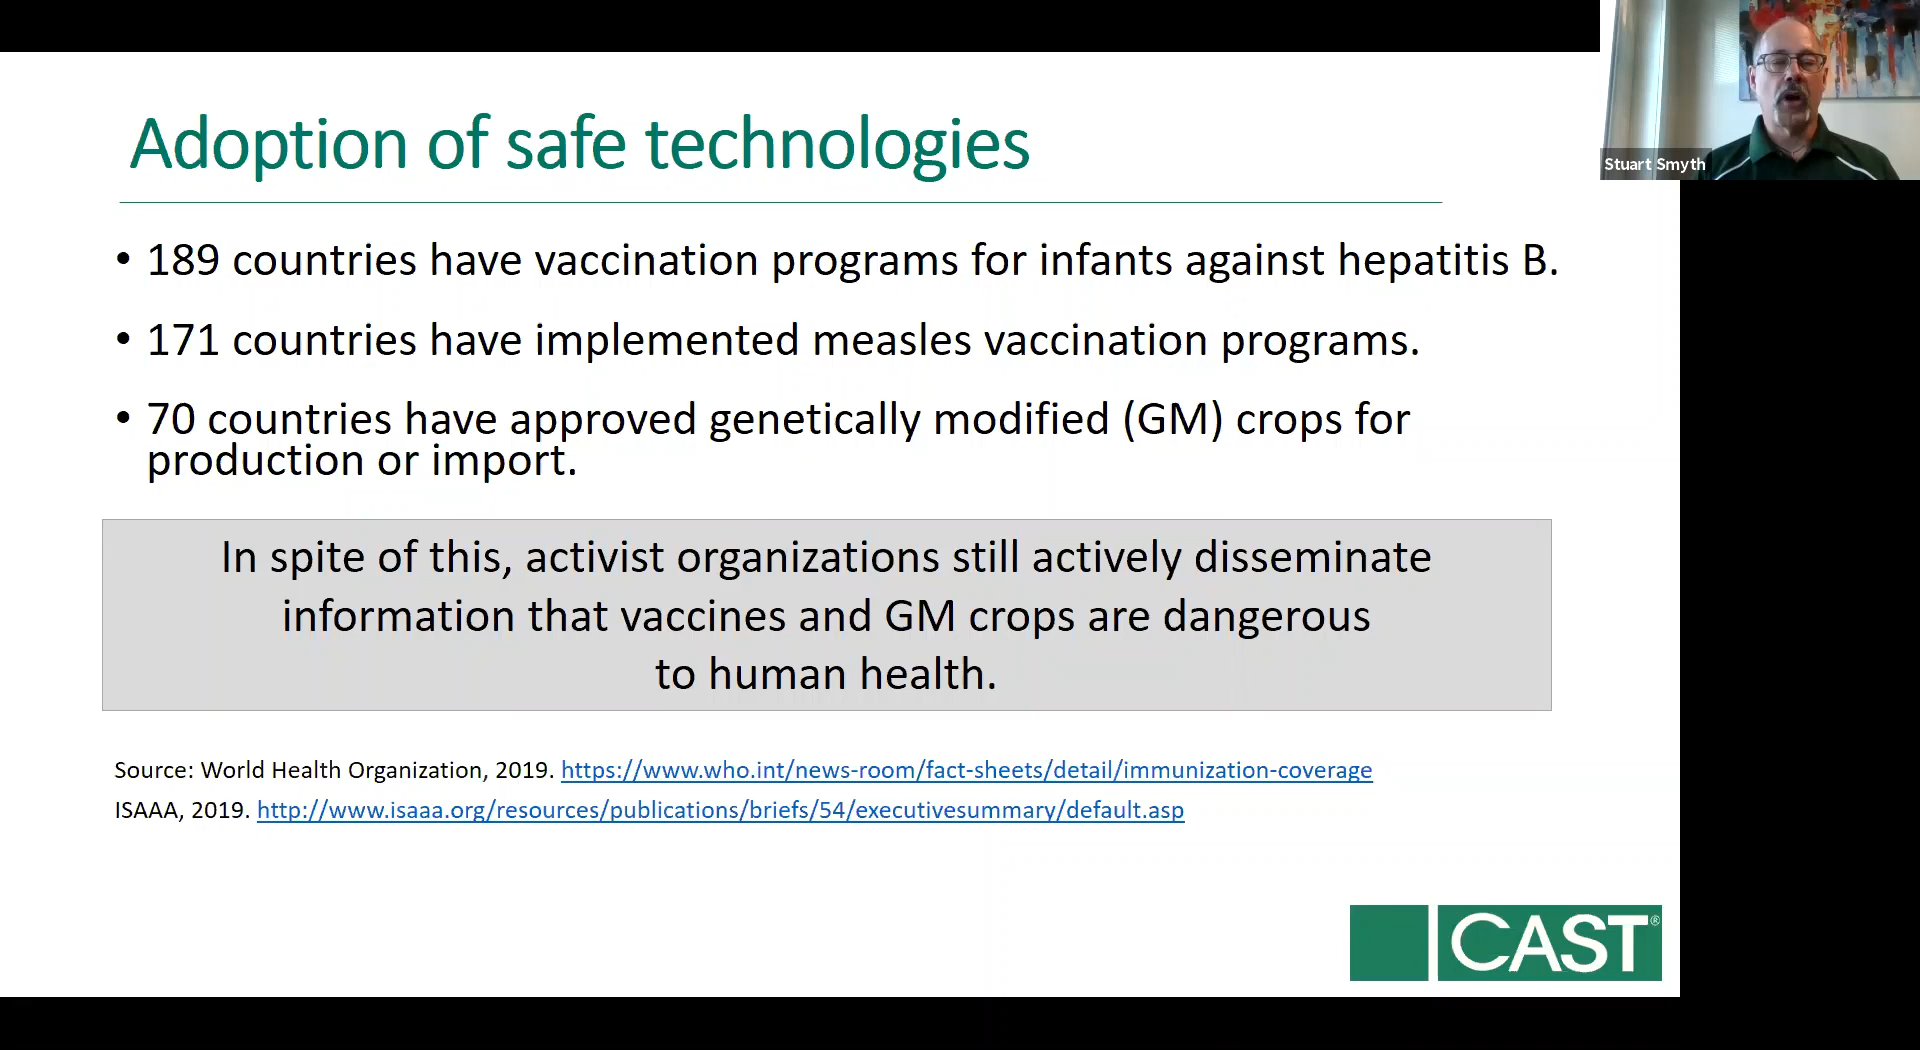 Adoption of safe technologies
• 189 countries have vaccination programs for infants against hepatitis B.
• 171 countries have implemented measles vaccination programs.
• 70 countries have approved genetically modified (GM) crops for
production or import.
In spite of this, activist organizations still actively disseminate
information that vaccines and GM crops are dangerous
to human health.
Source: World Health Organization, 2019. https://www.who.int/news-room/fact-sheets/detail/immunization-coverage
ISAAA, 2019. http://www.isaaa.org/resources/publications/briefs/54/executivesummary/default.asp
CAST®
Stuart Smyth